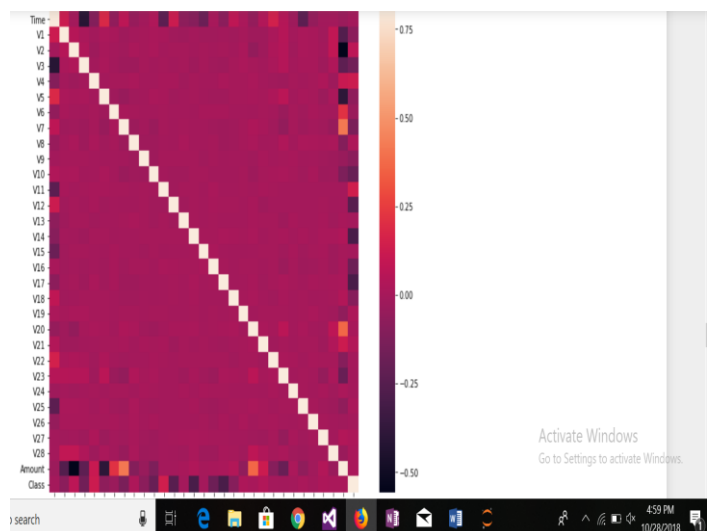 Time
V1
V2
V3
V4
V5
V6
V7
V8
V9
V10
V11
V12
V13
V14
V15
V16
V17
V18
V19
V20
V21
V22
V23
V24
V25
V26
V27
V28
Amount
Class
0.75
0.50
0.25
0.00
−0.25
−0.50
Activate Windows
Go to Settings to activate Windows.
search
4:59 PM
10/28/2018